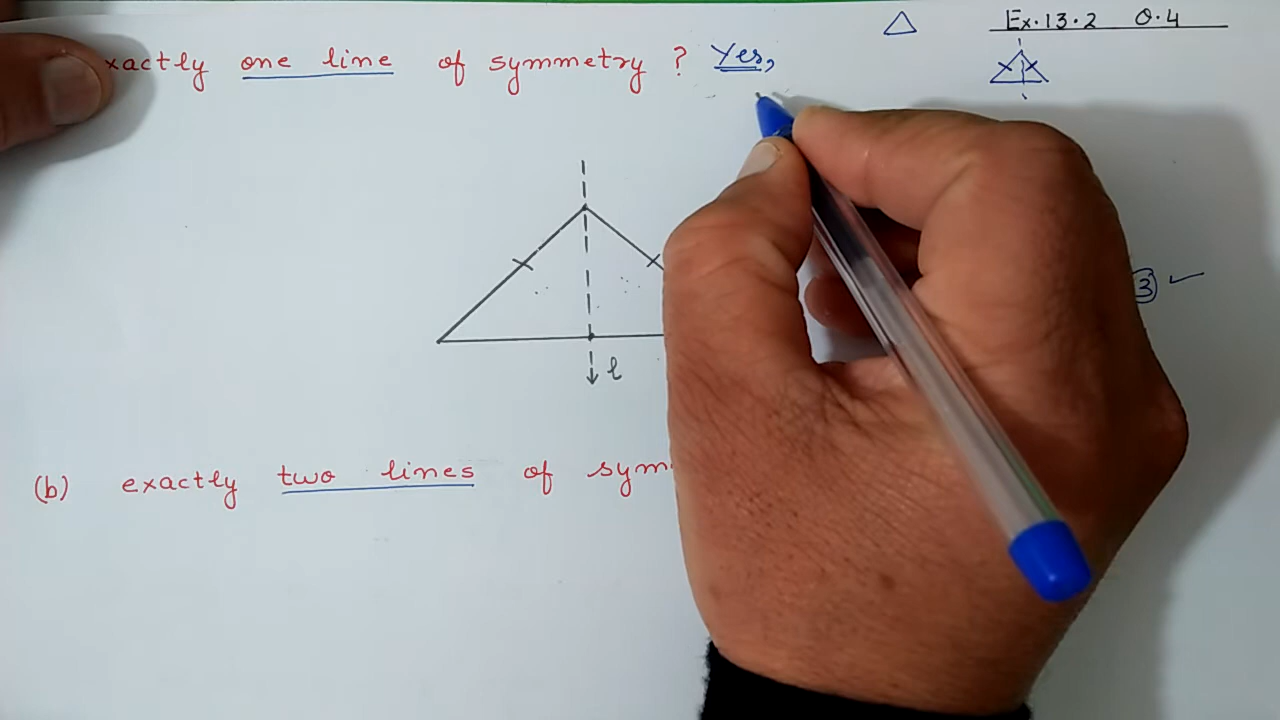 Ex.13.2 Q.4
xactly one line of symmetry ? Yes,
3
l
(b) exactly two lines of sym